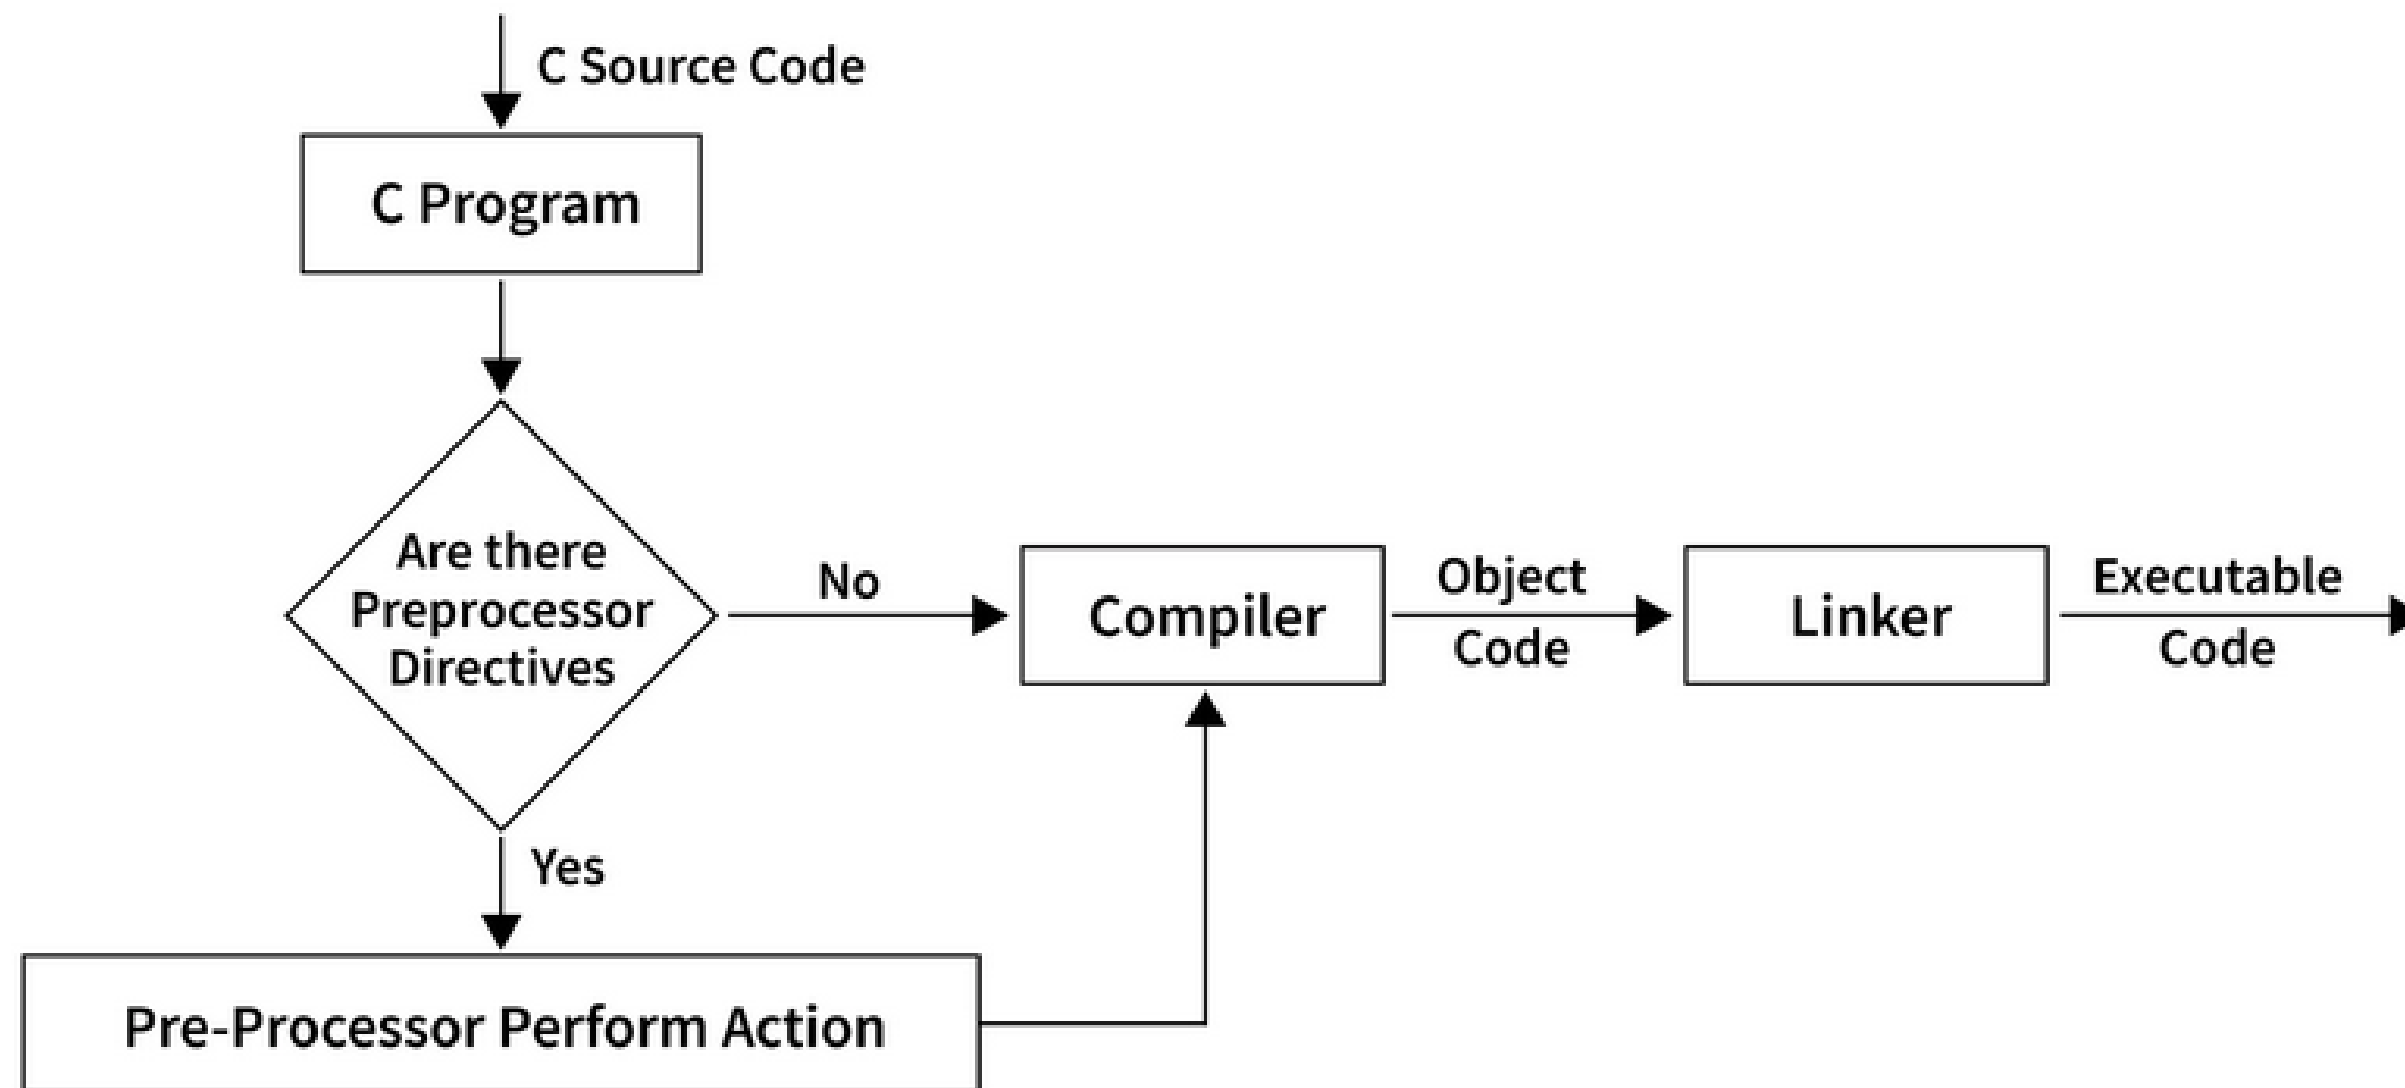 C Source Code
C Program
Are there
Preprocessor
Directives
No
Compiler
Object
Code
Linker
Executable
Code
Yes
Pre-Processor Perform Action